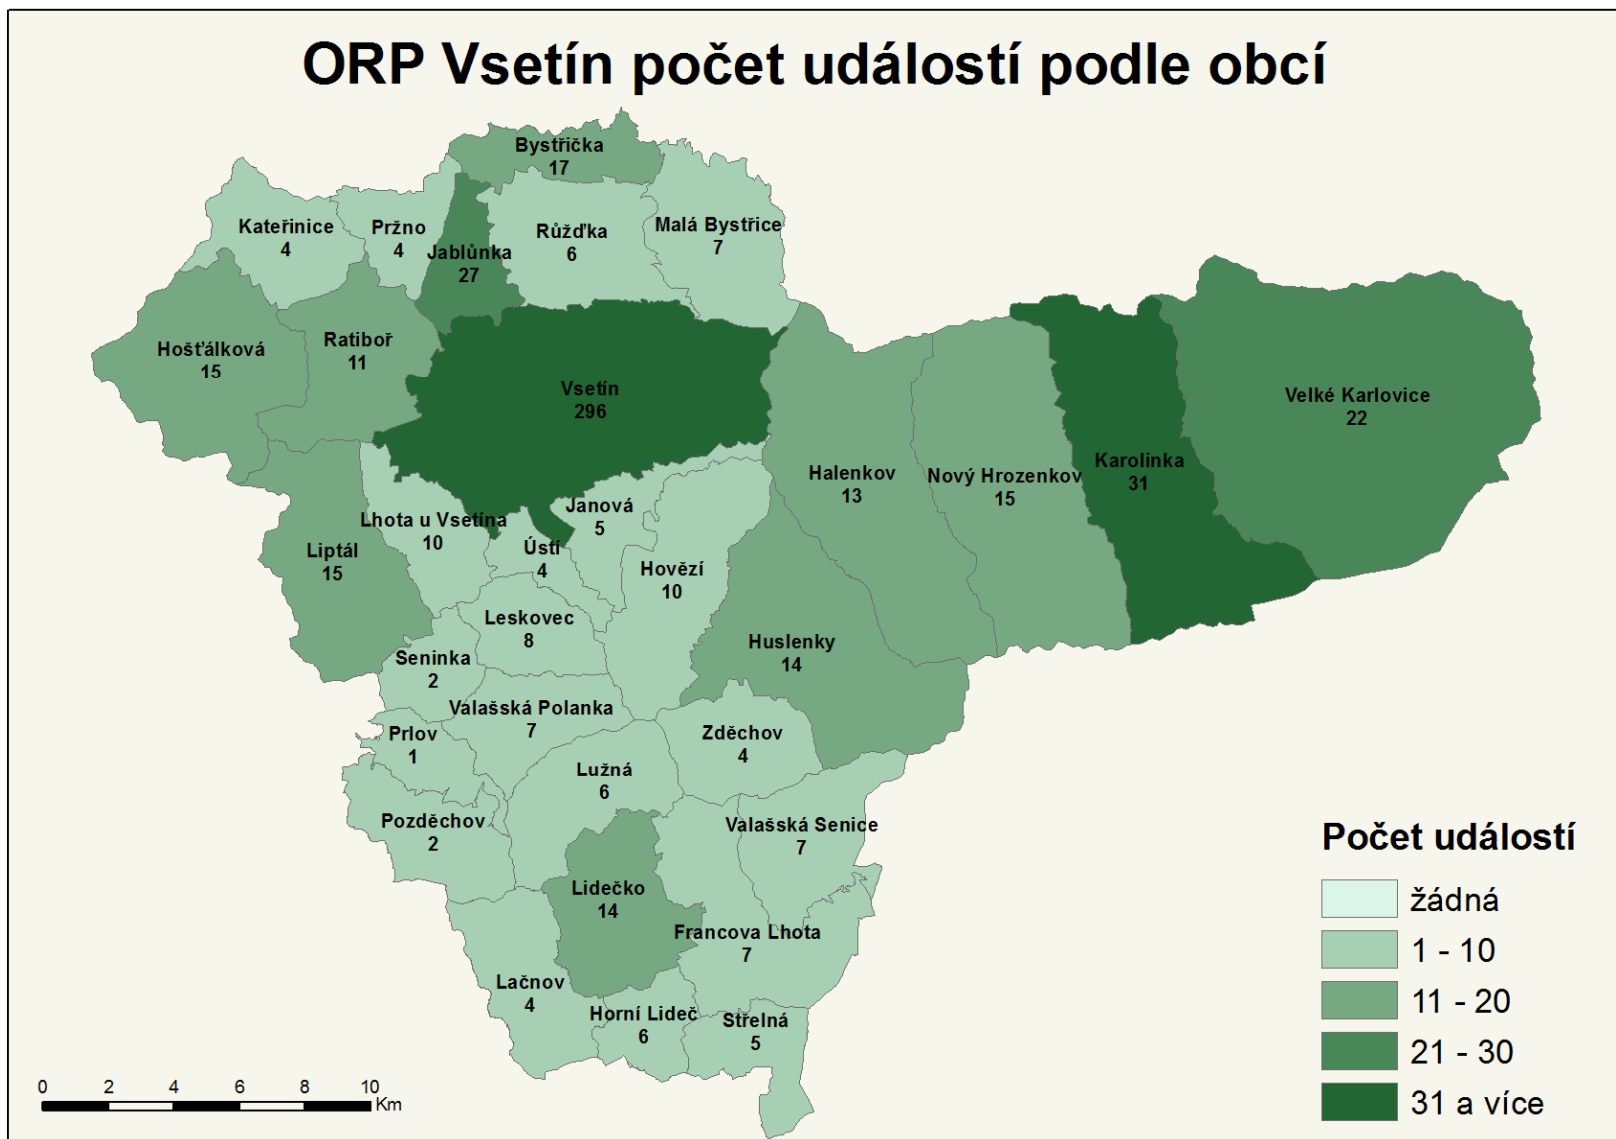 ORP Vsetín počet událostí podle obcí
Bystřička
17
Kateřinice
4
Pržno
4
Jablůnka
27
Růžďka
6
Malá Bystřice
7
Hošťálková
15
Ratiboř
11
Vsetín
296
Velké Karlovice
22
Halenkov
13
Nový Hrozenkov
15
Karolinka
31
Lhota u Vsetína
10
Janová
5
Ústí
4
Liptál
15
Hovězí
10
Leskovec
8
Huslenky
14
Seninka
2
Valašská Polanka
7
Prlov
1
Zděchov
4
Lužná
6
Pozděchov
2
Valašská Senice
7
Lidečko
14
Francova Lhota
7
Lačnov
4
Horní Lideč
6
Střelná
5
Počet událostí
žádná
1 - 10
11 - 20
21 - 30
31 a více
0 2 4 6 8 10
Km